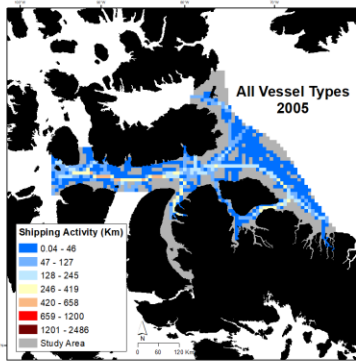 All Vessel Types
2005
Shipping Activity (Km)
0.04 - 46
47 - 127
128 - 245
246 - 419
420 - 658
659 - 1200
1201 - 2486
Study Area
N
0
60
120 Km